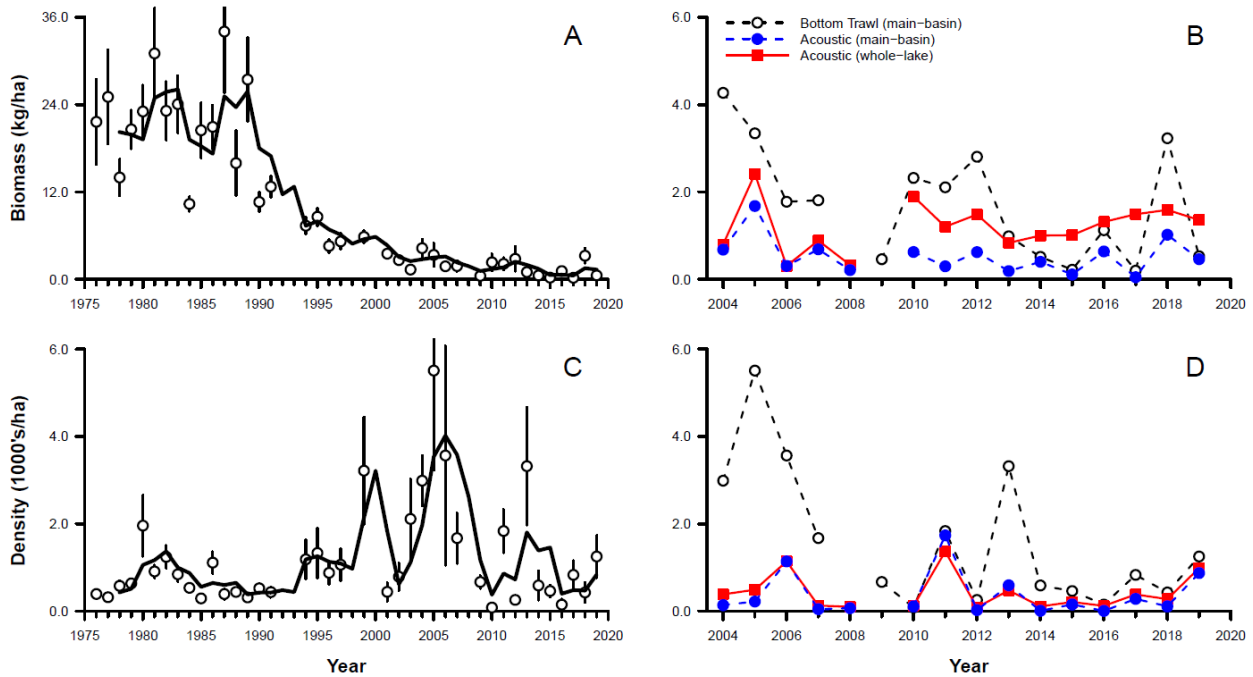 36.0
24.0
12.0
0.0
Biomass (kg/ha)
A
1975 1980 1985 1990 1995 2000 2005 2010 2015 2020
6.0
4.0
2.0
0.0
B
Bottom Trawl (main−basin)
Acoustic (main−basin)
Acoustic (whole−lake)
2004 2006 2008 2010 2012 2014 2016 2018 2020
6.0
4.0
2.0
0.0
Density (1000's/ha)
C
1975 1980 1985 1990 1995 2000 2005 2010 2015 2020
Year
6.0
4.0
2.0
0.0
D
2004 2006 2008 2010 2012 2014 2016 2018 2020
Year